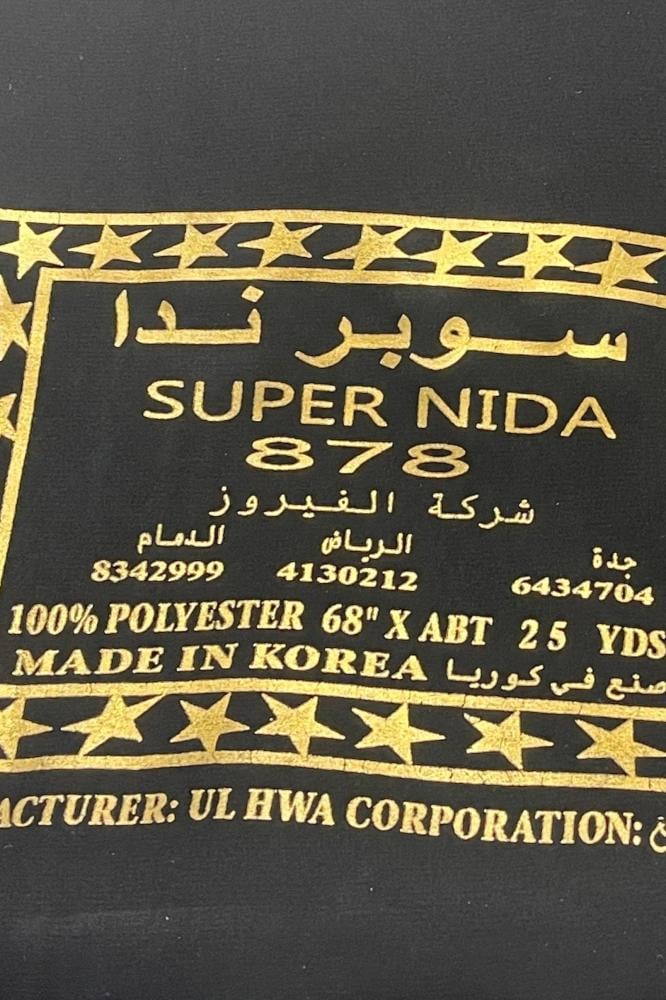 سوبر ندا
SUPER NIDA
878
شركة الفيروز
جدة الرياض الدمام
8342999 4130212 6434704
100% POLYESTER 68" X ABT 25 YDS
MADE IN KOREA صنع في كوريا
ACTURER: UL HWA CORPORATION: